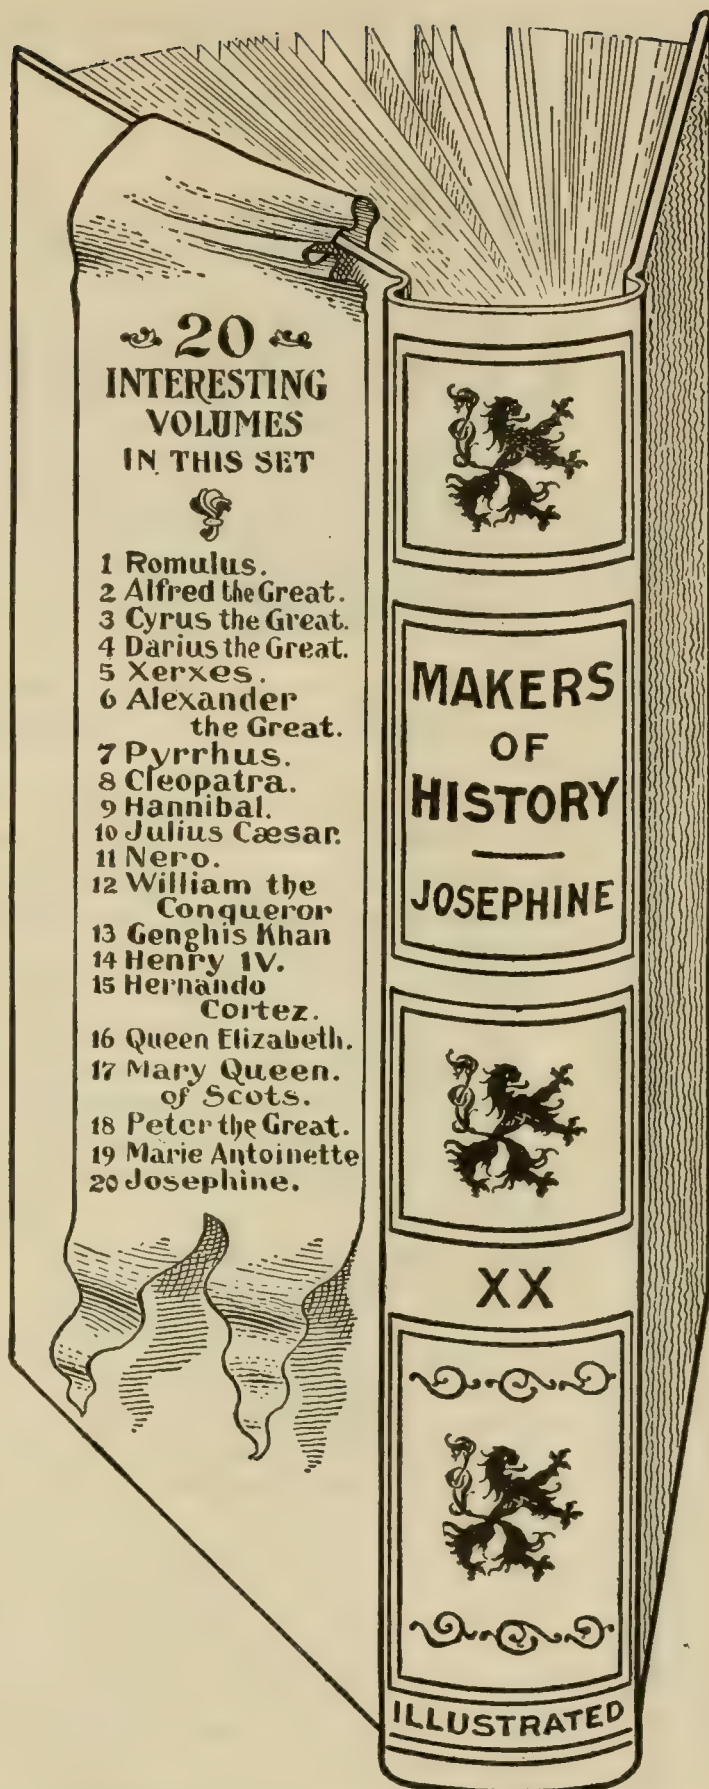 20
INTERESTING
VOLUMES
IN THIS SET
1 Romulus.
2 Alfred the Great.
3 Cyrus the Great.
4 Darius the Great.
5 Xerxes.
6 Alexander
the Great.
7 Pyrrhus.
8 Cleopatra.
9 Hannibal.
10 Julius Cæsar.
11 Nero.
12 William the
Conqueror
13 Genghis Khan
14 Henry IV.
15 Hernando
Cortez.
16 Queen Elizabeth.
17 Mary Queen.
of Scots.
18 Peter the Great.
19 Marie Antoinette
20 Josephine.
MAKERS
OF
HISTORY
JOSEPHINE
XX
ILLUSTRATED